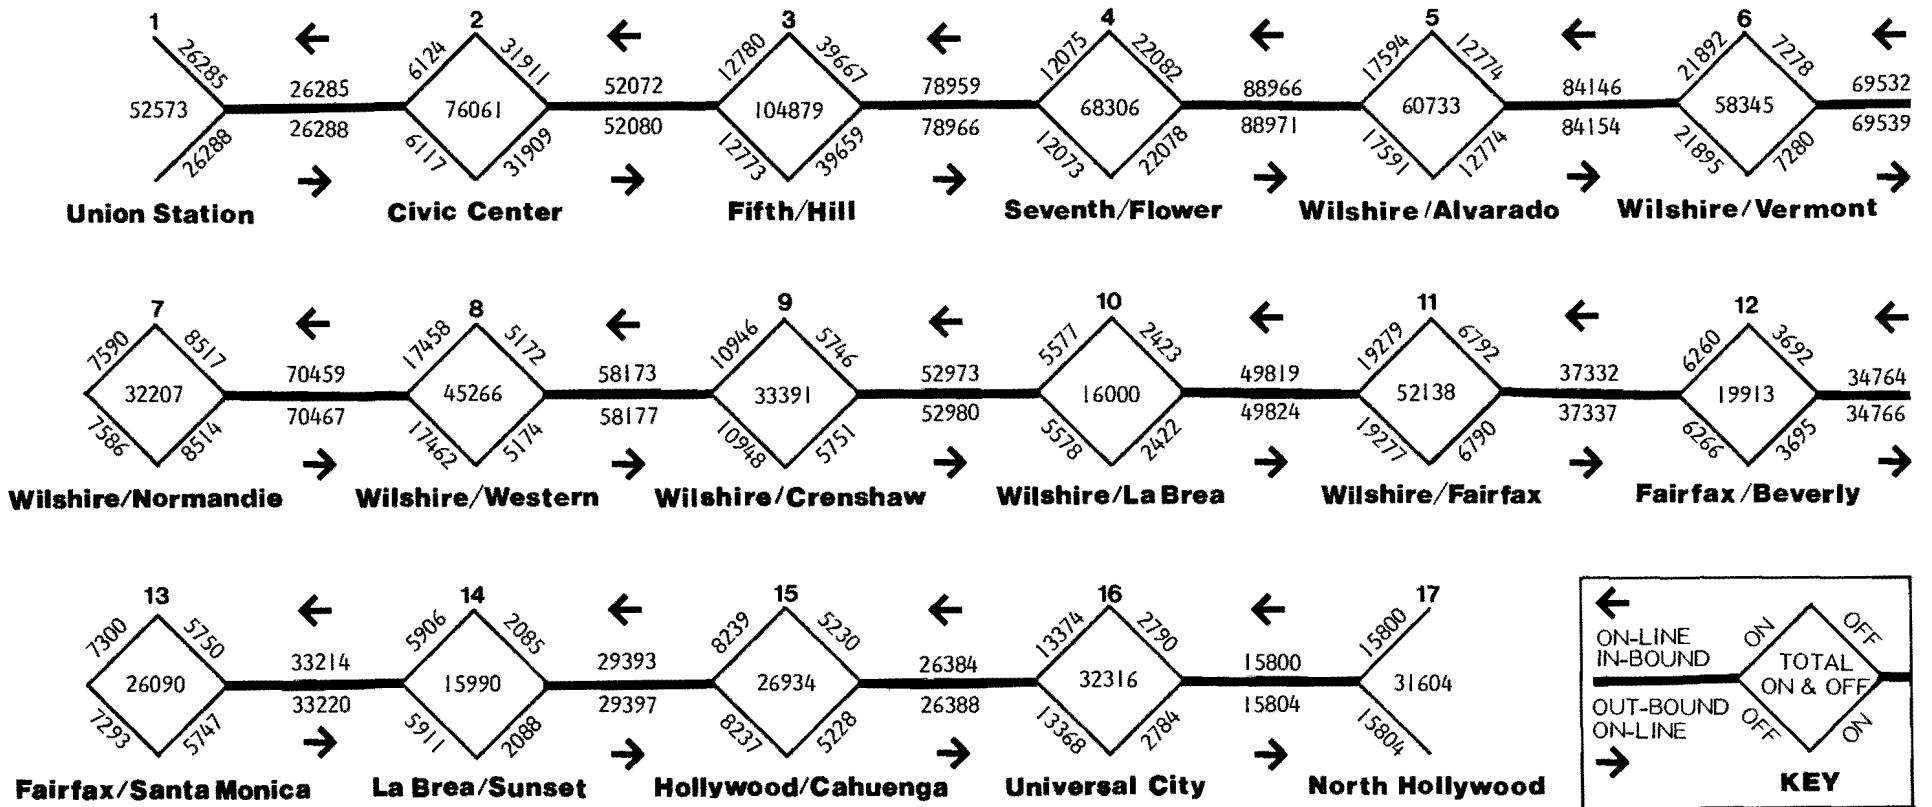 1 2 3 4 5 6
26285 6124 31911 12780 39667 12075 22082 17594 12774 21892 7278
26285 52072 78959 88966 84146 69532
52573 76061 104879 68306 60733 58345
26288 52080 78966 88971 84154 69539
26288 6117 31909 12773 39659 12073 22078 17591 12774 21895 7280
Union Station Civic Center Fifth/Hill Seventh/Flower Wilshire/Alvarado Wilshire/Vermont
7 8 9 10 11 12
7590 8517 17458 5172 10946 5746 5577 2423 19279 6792 6260 3692
70459 58173 52973 49819 37332 34764
32207 45266 33391 16000 52138 19913
70467 58177 52980 49824 37337 34766
7586 8514 17462 5174 10948 5751 5578 2422 19277 6790 6266 3695
Wilshire/Normandie Wilshire/Western Wilshire/Crenshaw Wilshire/La Brea Wilshire/Fairfax Fairfax/Beverly
13 14 15 16 17
7300 5750 5906 2085 8239 5230 13374 2790 15800
33214 29393 26384 15800
26090 15990 26934 32316 31604
33220 29397 26388 15804
7293 5747 5911 2088 8237 5228 13368 2784 15804
Fairfax/Santa Monica La Brea/Sunset Hollywood/Cahuenga Universal City North Hollywood
ON-LINE
IN-BOUND
ON OFF
TOTAL
ON & OFF
OUT-BOUND
ON-LINE
OFF ON
KEY